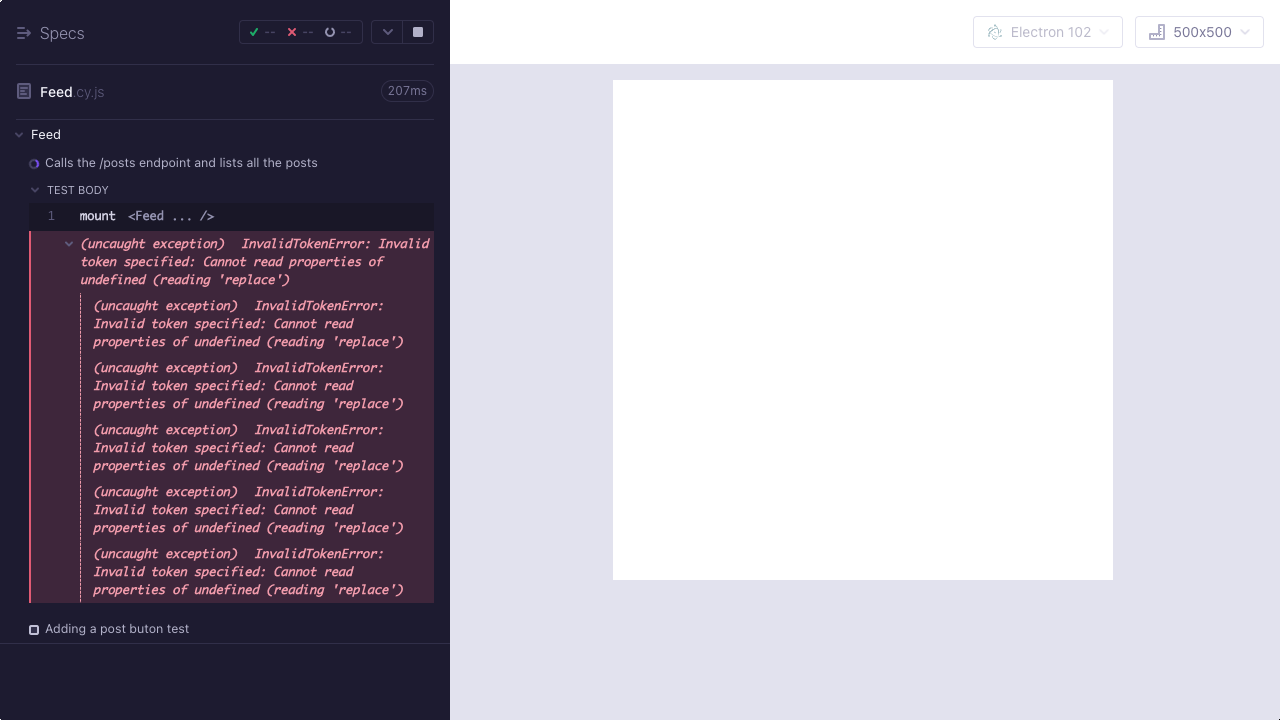 Specs
--
--
--
Electron 102
500x500
Feed.cy.js
207ms
Feed
Calls the /posts endpoint and lists all the posts
TEST BODY
1 mount <Feed ... />
(uncaught exception) InvalidTokenError: Invalid
token specified: Cannot read properties of
undefined (reading 'replace')
(uncaught exception) InvalidTokenError:
Invalid token specified: Cannot read
properties of undefined (reading 'replace')
(uncaught exception) InvalidTokenError:
Invalid token specified: Cannot read
properties of undefined (reading 'replace')
(uncaught exception) InvalidTokenError:
Invalid token specified: Cannot read
properties of undefined (reading 'replace')
(uncaught exception) InvalidTokenError:
Invalid token specified: Cannot read
properties of undefined (reading 'replace')
(uncaught exception) InvalidTokenError:
Invalid token specified: Cannot read
properties of undefined (reading 'replace')
Adding a post buton test